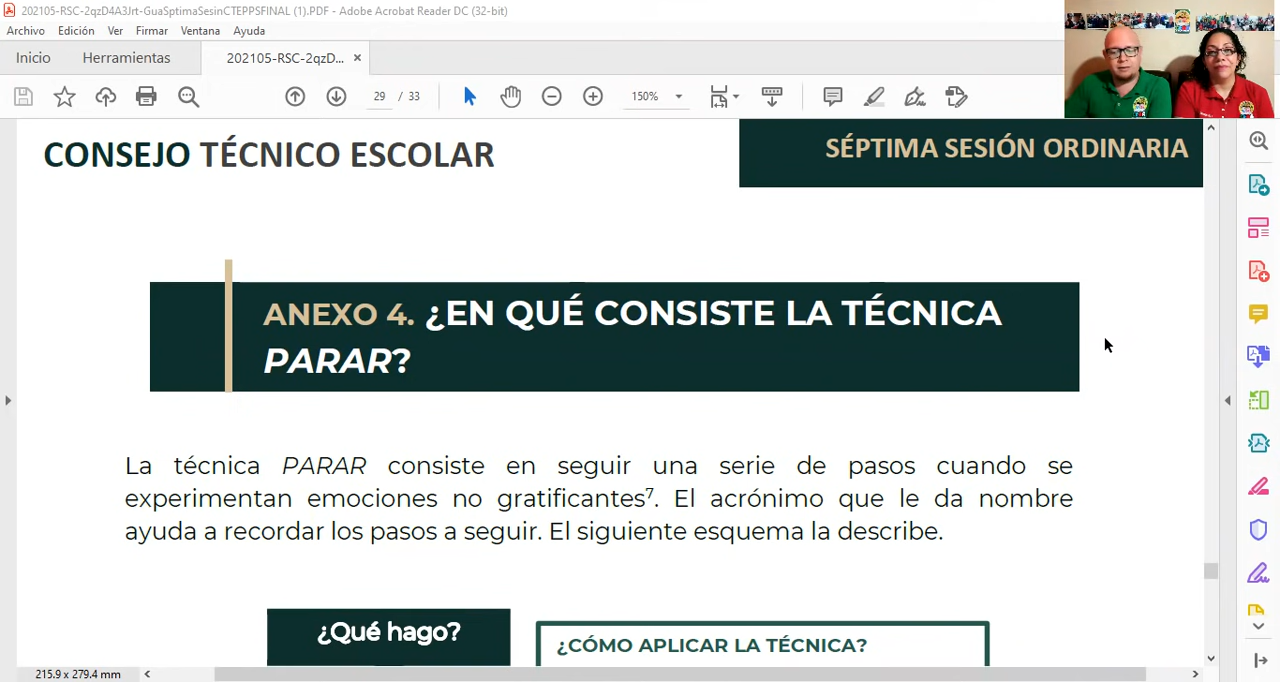 202105-RSC-2qzD4A3Jrt-GuaSptimaSesinCTEPPSFINAL (1).PDF - Adobe Acrobat Reader DC (32-bit)
Archivo Edición Ver Firmar Ventana Ayuda
Inicio Herramientas 202105-RSC-2qzD... ×
29 / 33 150%
CONSEJO TÉCNICO ESCOLAR
SÉPTIMA SESIÓN ORDINARIA
ANEXO 4. ¿EN QUÉ CONSISTE LA TÉCNICA
PARAR?
La técnica PARAR consiste en seguir una serie de pasos cuando se
experimentan emociones no gratificantes⁷. El acrónimo que le da nombre
ayuda a recordar los pasos a seguir. El siguiente esquema la describe.
¿Qué hago?
¿CÓMO APLICAR LA TÉCNICA?
215.9 x 279.4 mm